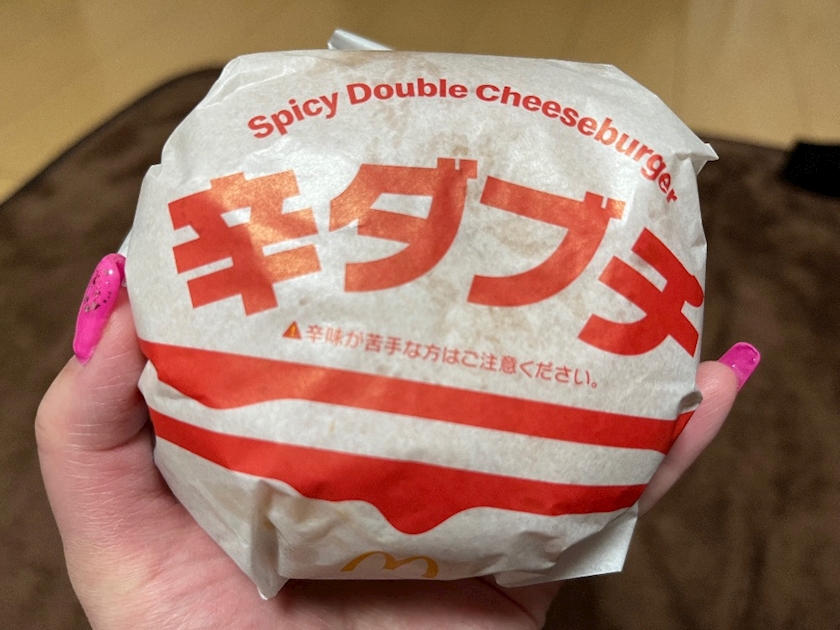 Spicy Double Cheeseburger
辛ダブチ
辛味が苦手な方はご注意ください。